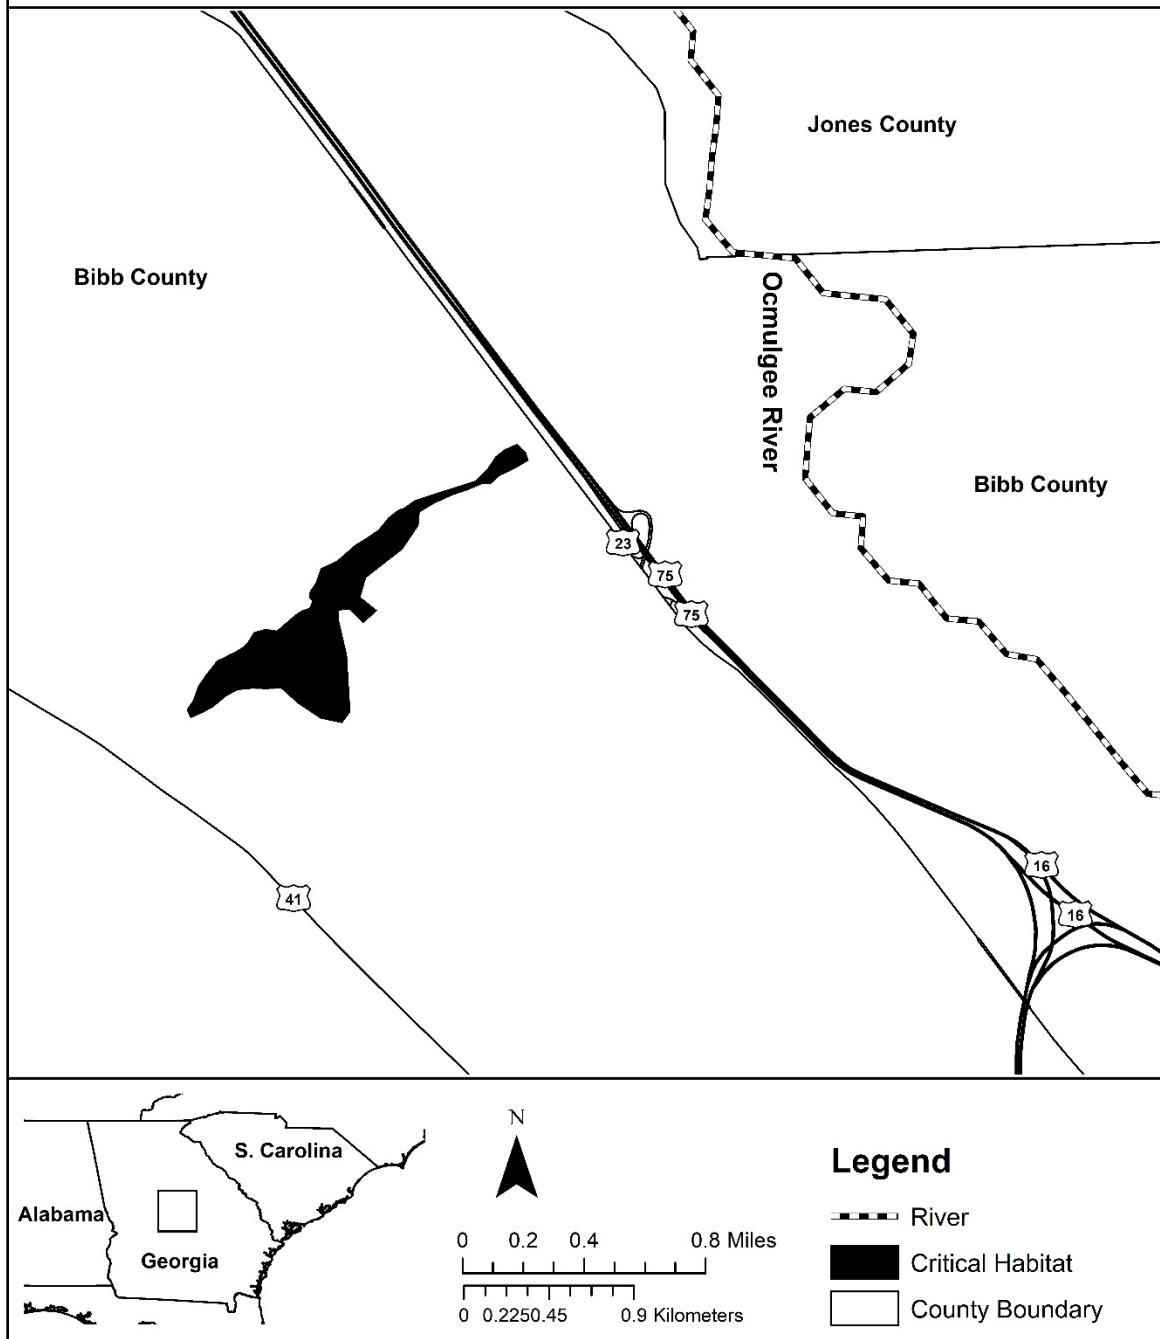 Jones County
Bibb County
Ocmulgee River
Bibb County
23
75
75
16
16
41
S. Carolina
Alabama
Georgia
N
0 0.2 0.4 0.8 Miles
0 0.2250.45 0.9 Kilometers
Legend
River
Critical Habitat
County Boundary